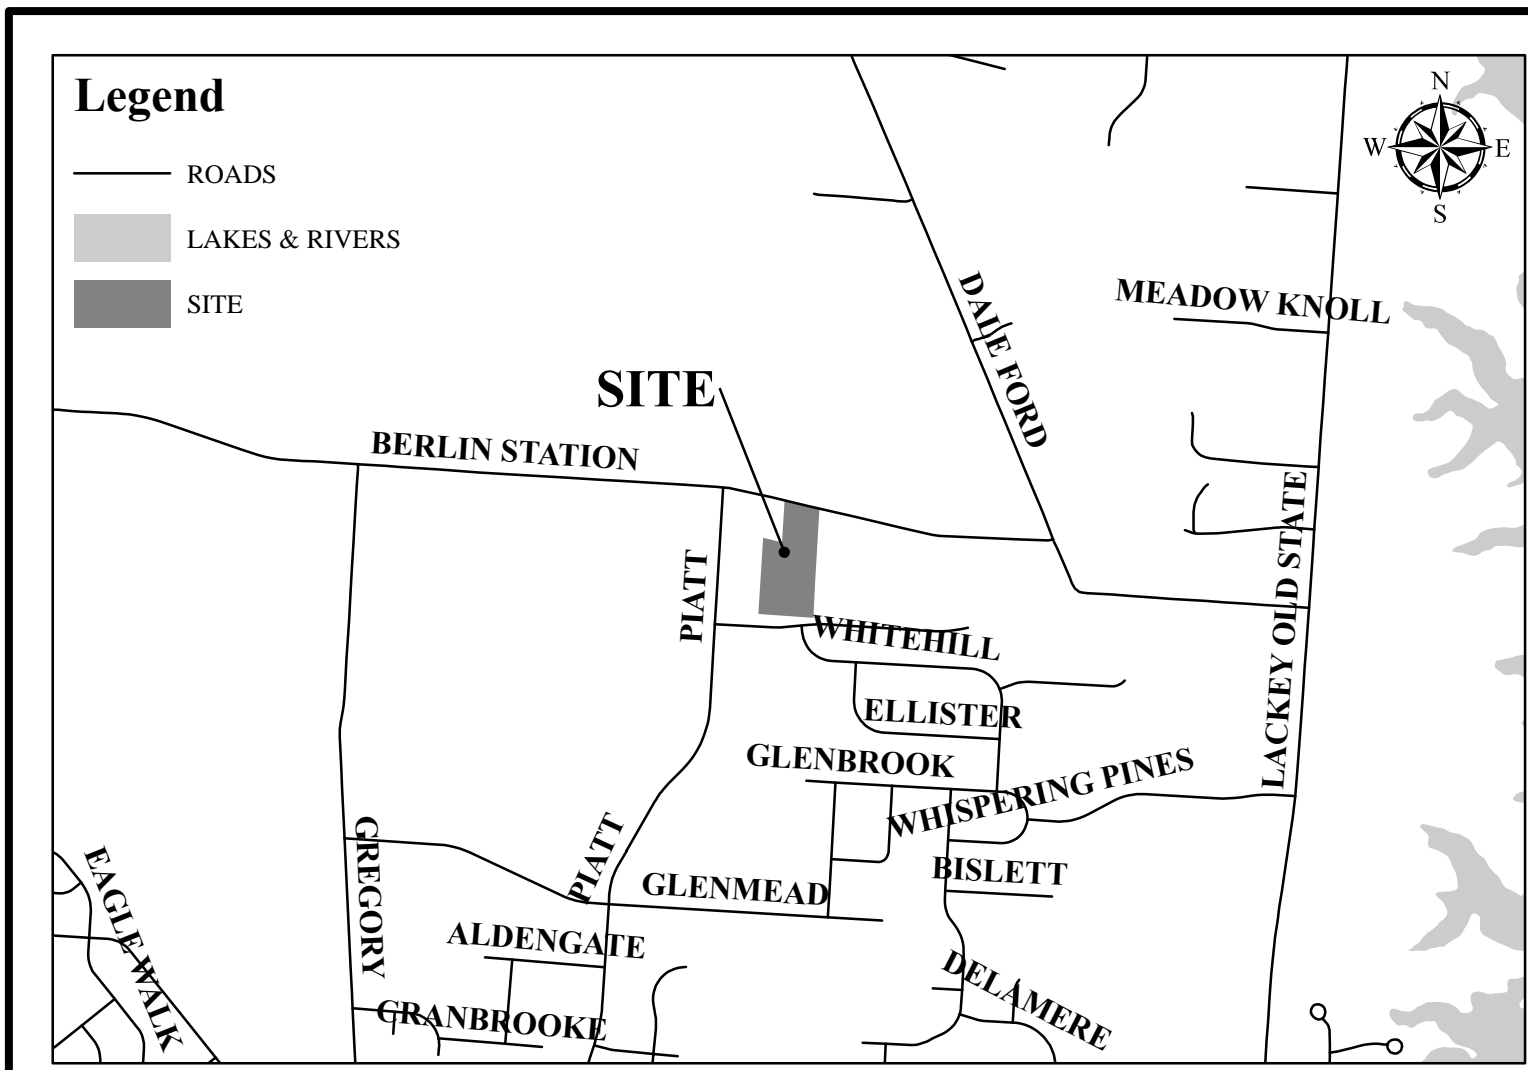 Legend
ROADS
LAKES & RIVERS
SITE
N
W
E
S
MEADOW KNOLL
DALE FORD
SITE
BERLIN STATION
LACKEY OLD STATE
PIATT
WHITEHILL
ELLISTER
GLENBROOK
WHISPERING PINES
PIATT
GREGORY
EAGLE WALK
GLENMEAD
BISLETT
ALDENGATE
DELAMERE
CRANBROOKE